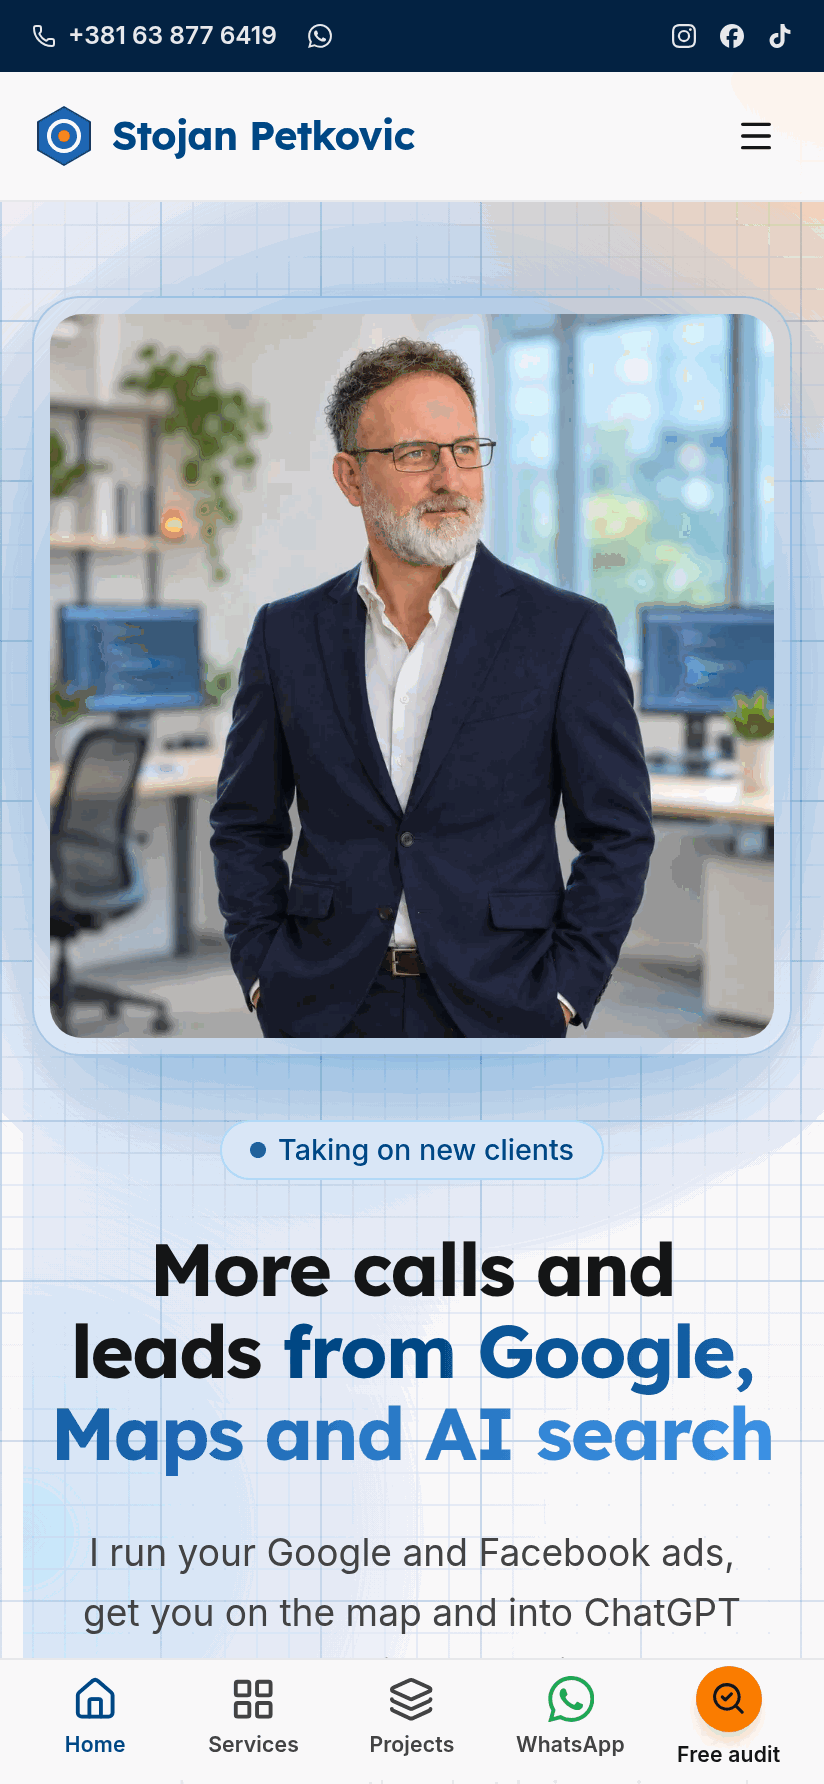 +381 63 877 6419
Stojan Petkovic
Taking on new clients
More calls and
leads from Google,
Maps and AI search
I run your Google and Facebook ads,
get you on the map and into ChatGPT
Home
Services
Projects
WhatsApp
Free audit